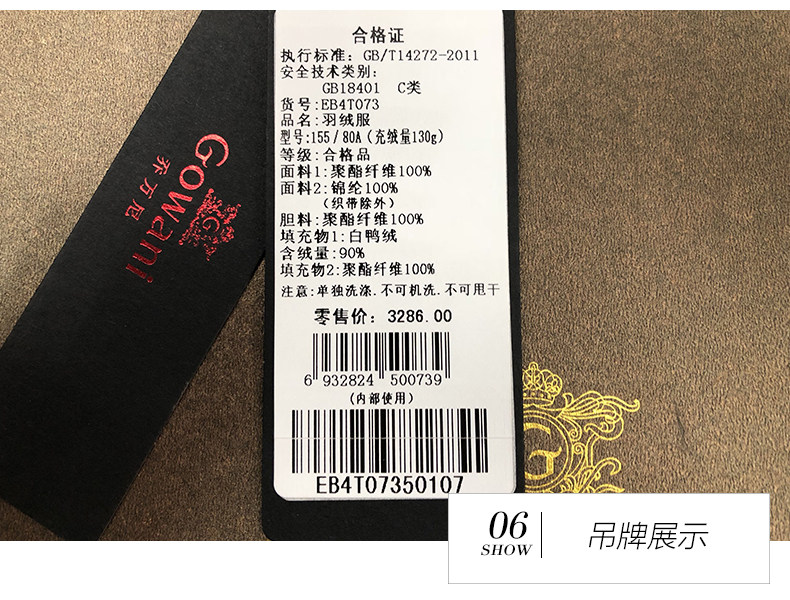 Gowani
乔万尼
G
合格证
执行标准: GB/T14272-2011
安全技术类别:
GB18401 C类
货号:EB4T073
品名:羽绒服
型号:155/80A(充绒量130g)
等级:合格品
面料1:聚酯纤维100%
面料2:锦纶100%
(织带除外)
胆料:聚酯纤维100%
填充物1:白鸭绒
含绒量:90%
填充物2:聚酯纤维100%
注意:单独洗涤.不可机洗.不可甩干
零售价: 3286.00
6 932824 500739
(内部使用)
EB4T07350107
G
06
SHOW
吊牌展示